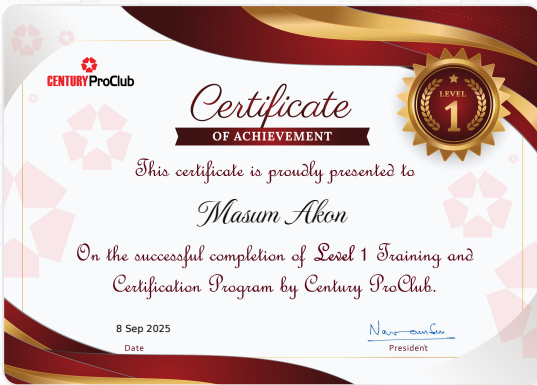 CENTURY ProClub
LEVEL
1
Certificate
OF ACHIEVEMENT
This certificate is proudly presented to
Masum Akon
On the successful completion of Level 1 Training and
Certification Program by Century ProClub.
8 Sep 2025
Date
President